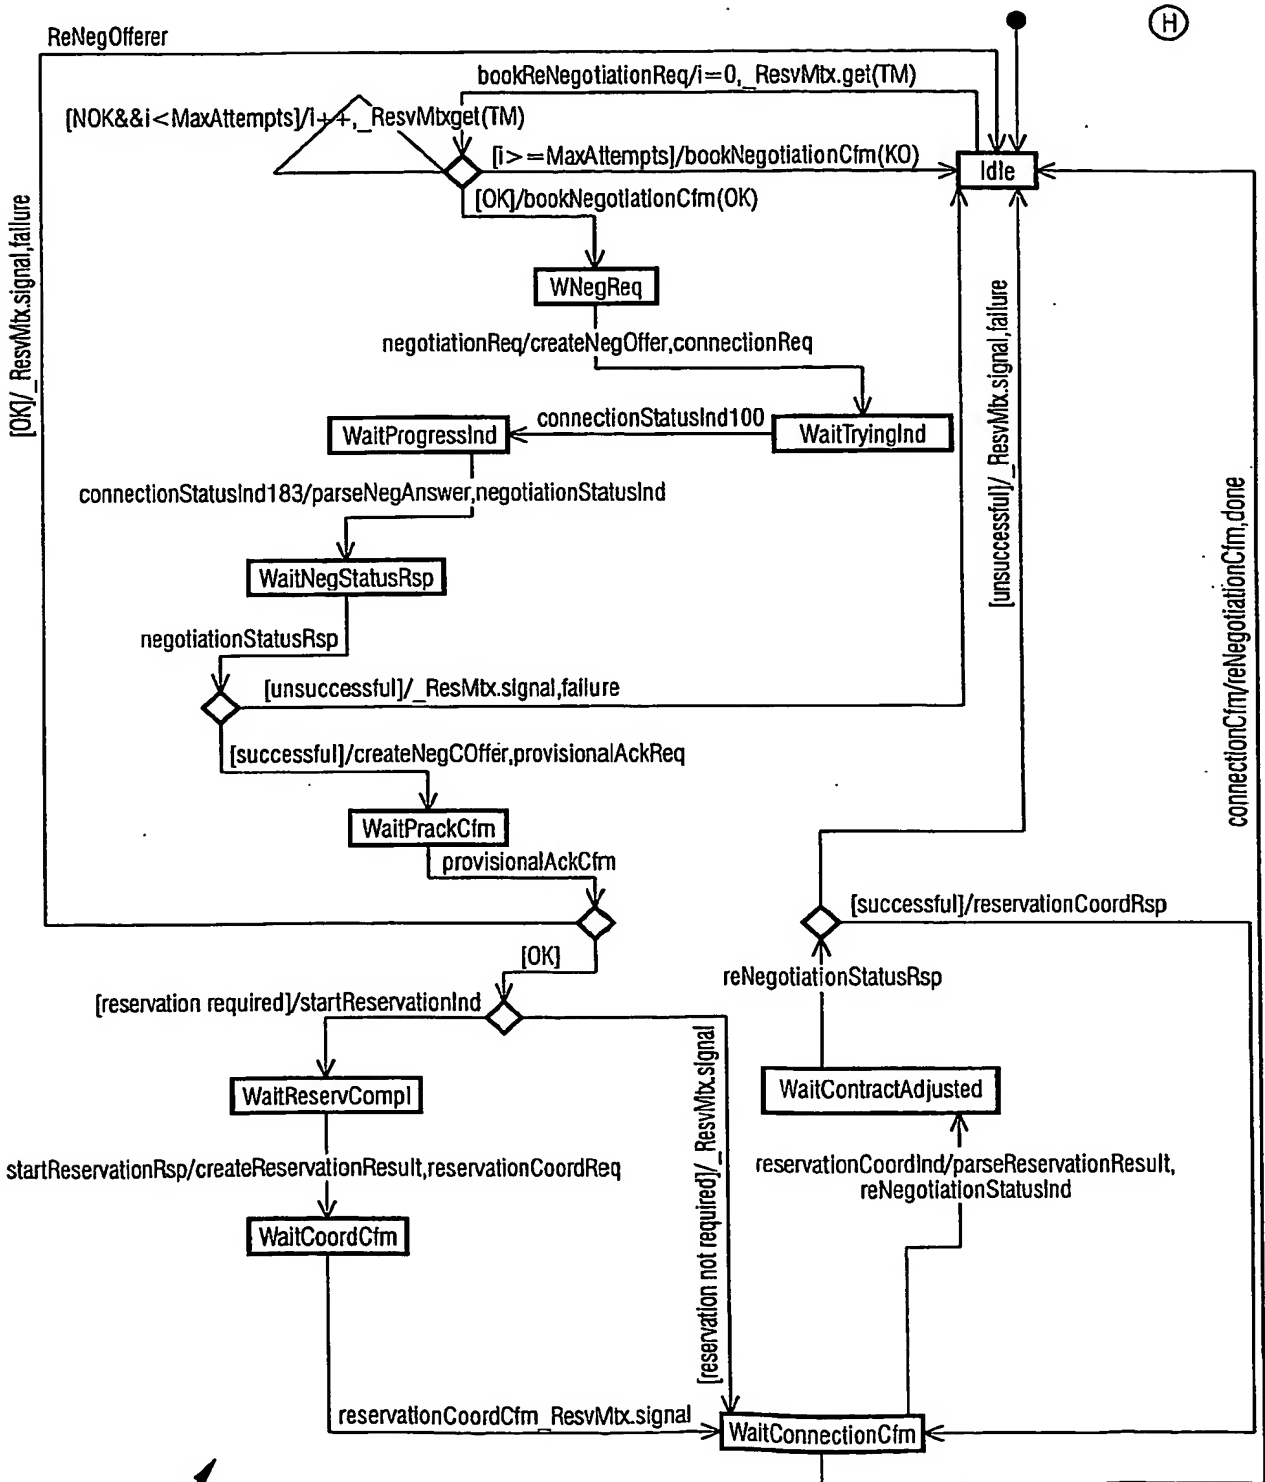 ReNegOfferer
H
bookReNegotiationReq/i=0,_ResvMtx.get(TM)
[NOK&&i<MaxAttempts]/i++,_ResvMtxget(TM)
[i>=MaxAttempts]/bookNegotiationCfm(KO)
Idle
[OK]/bookNegotiationCfm(OK)
[OK]/_ResvMtx.signal,failure
WNegReq
[unsuccessful]/_ResvMtx.signal,failure
negotiationReq/createNegOffer,connectionReq
connectionStatusInd100
WaitProgressInd
WaitTryingInd
connectionStatusInd183/parseNegAnswer,negotiationStatusInd
connectionCfm/reNegotiationCfm,done
WaitNegStatusRsp
negotiationStatusRsp
[unsuccessful]/_ResMtx.signal,failure
[successful]/createNegCOffer,provisionalAckReq
WaitPrackCfm
provisionalAckCfm
[successful]/reservationCoordRsp
[OK]
reNegotiationStatusRsp
[reservation required]/startReservationInd
[reservation not required]/_ResvMtx.signal
WaitReservCompl
WaitContractAdjusted
startReservationRsp/createReservationResult,reservationCoordReq
reservationCoordInd/parseReservationResult,
reNegotiationStatusInd
WaitCoordCfm
reservationCoordCfm_ResvMtx.signal
WaitConnectionCfm